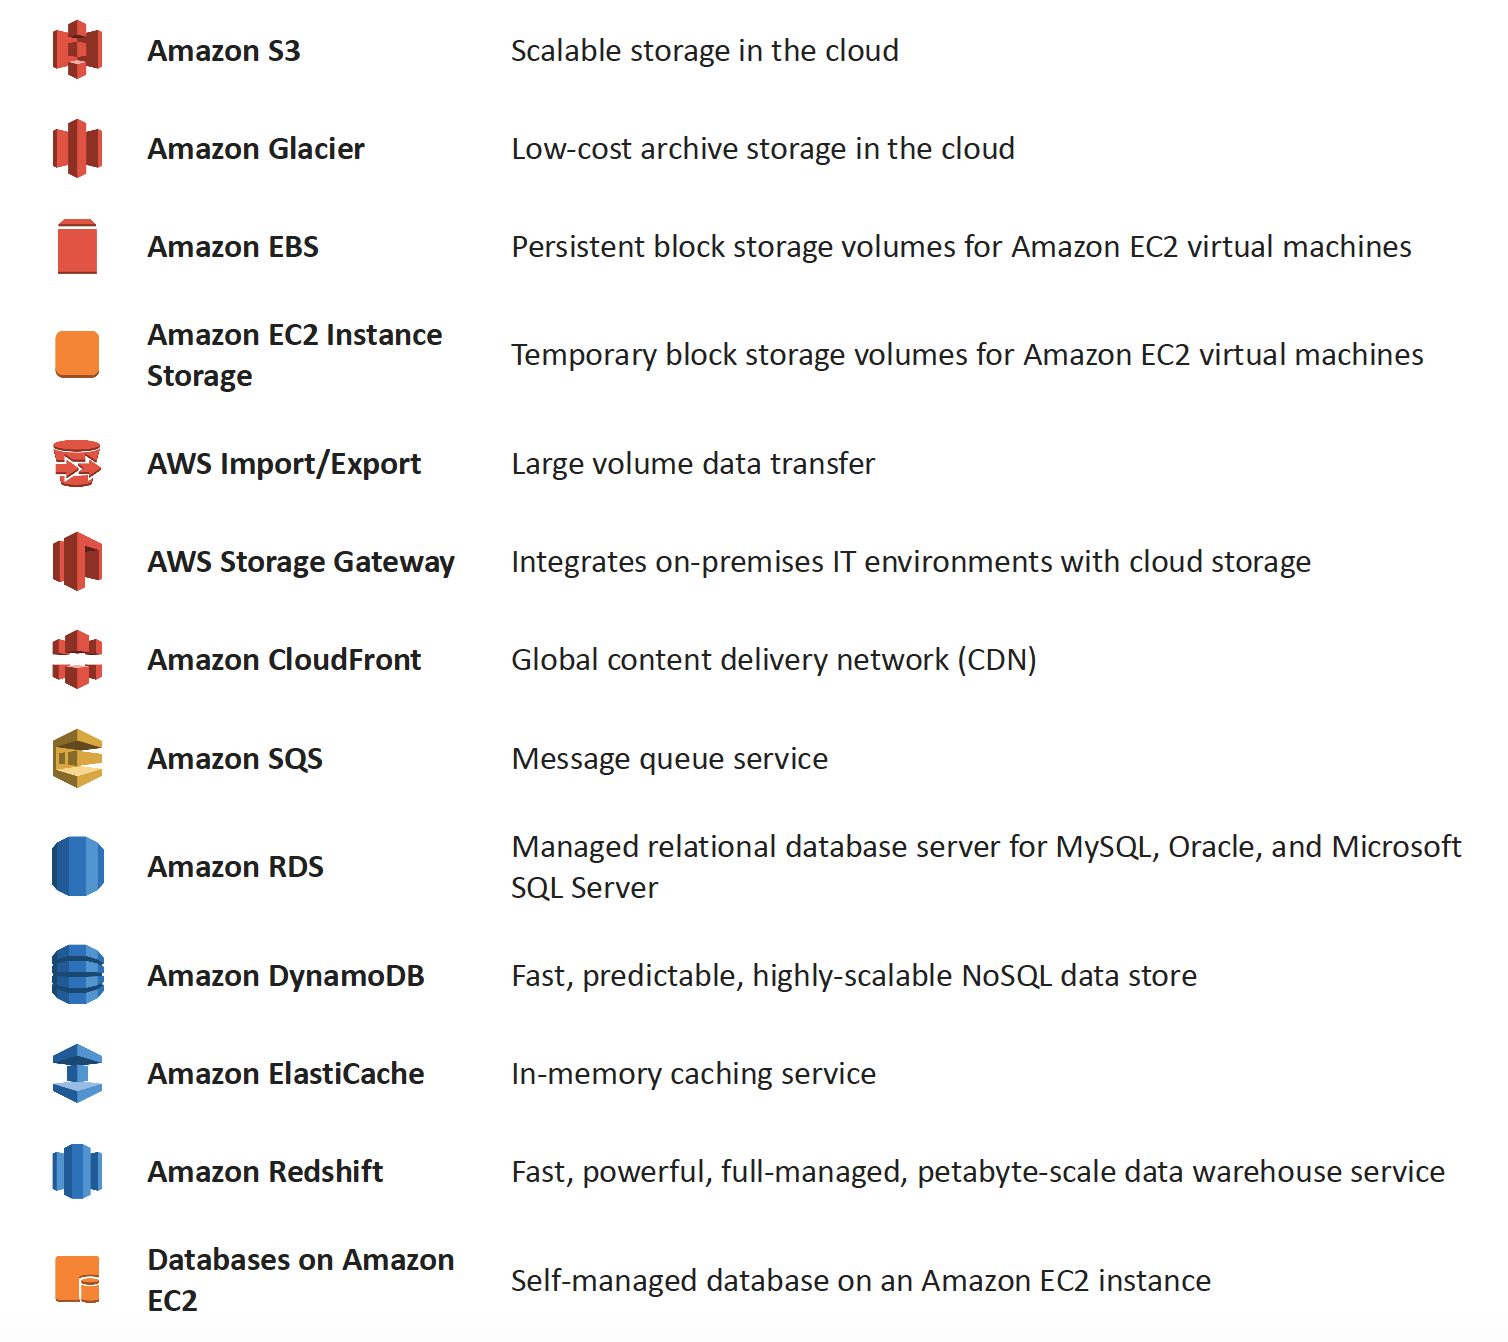 Amazon S3
Scalable storage in the cloud
Amazon Glacier
Low-cost archive storage in the cloud
Amazon EBS
Persistent block storage volumes for Amazon EC2 virtual machines
Amazon EC2 Instance
Storage
Temporary block storage volumes for Amazon EC2 virtual machines
AWS Import/Export
Large volume data transfer
AWS Storage Gateway
Integrates on-premises IT environments with cloud storage
Amazon CloudFront
Global content delivery network (CDN)
Amazon SQS
Message queue service
Amazon RDS
Managed relational database server for MySQL, Oracle, and Microsoft
SQL Server
Amazon DynamoDB
Fast, predictable, highly-scalable NoSQL data store
Amazon ElastiCache
In-memory caching service
Amazon Redshift
Fast, powerful, full-managed, petabyte-scale data warehouse service
Databases on Amazon
EC2
Self-managed database on an Amazon EC2 instance